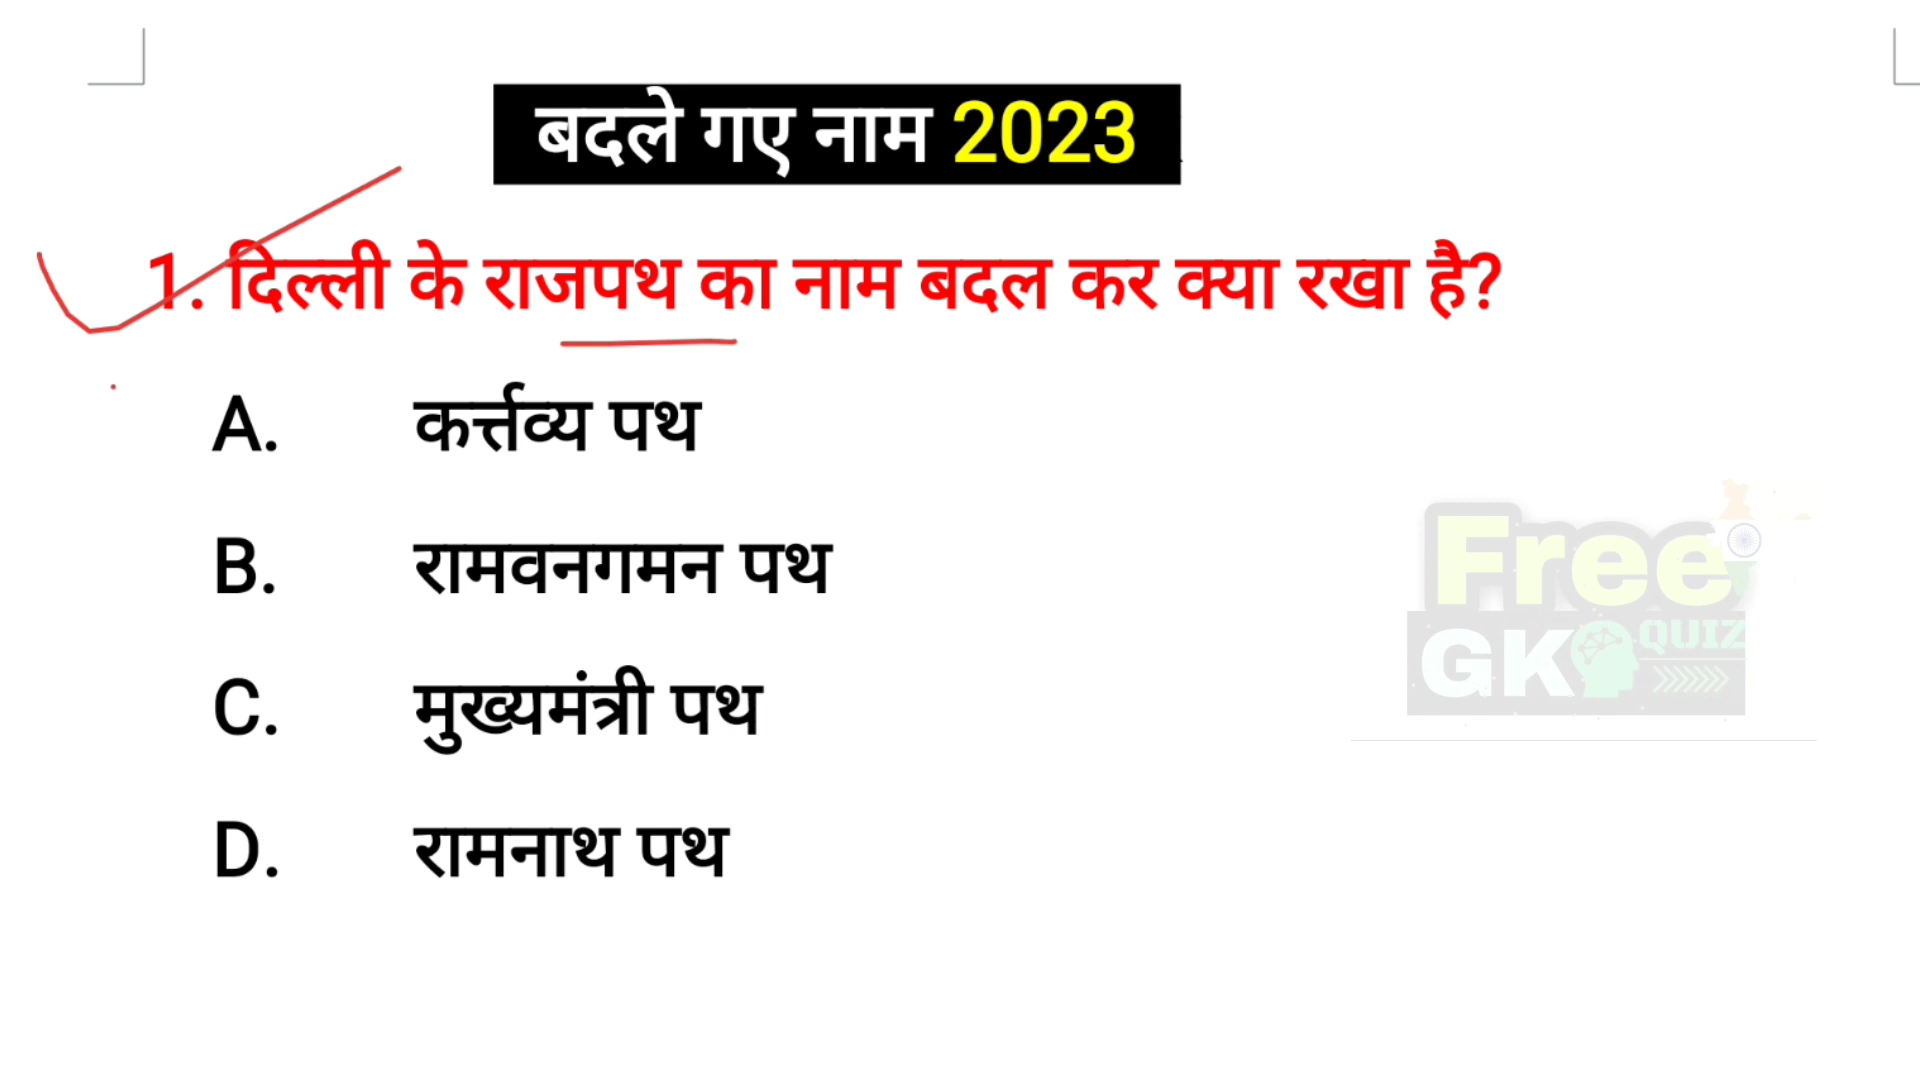 बदले गए नाम 2023
1. दिल्ली के राजपथ का नाम बदल कर क्या रखा है?
A. कर्त्तव्य पथ
B. रामवनगमन पथ
C. मुख्यमंत्री पथ
D. रामनाथ पथ
Free
GK QUIZ